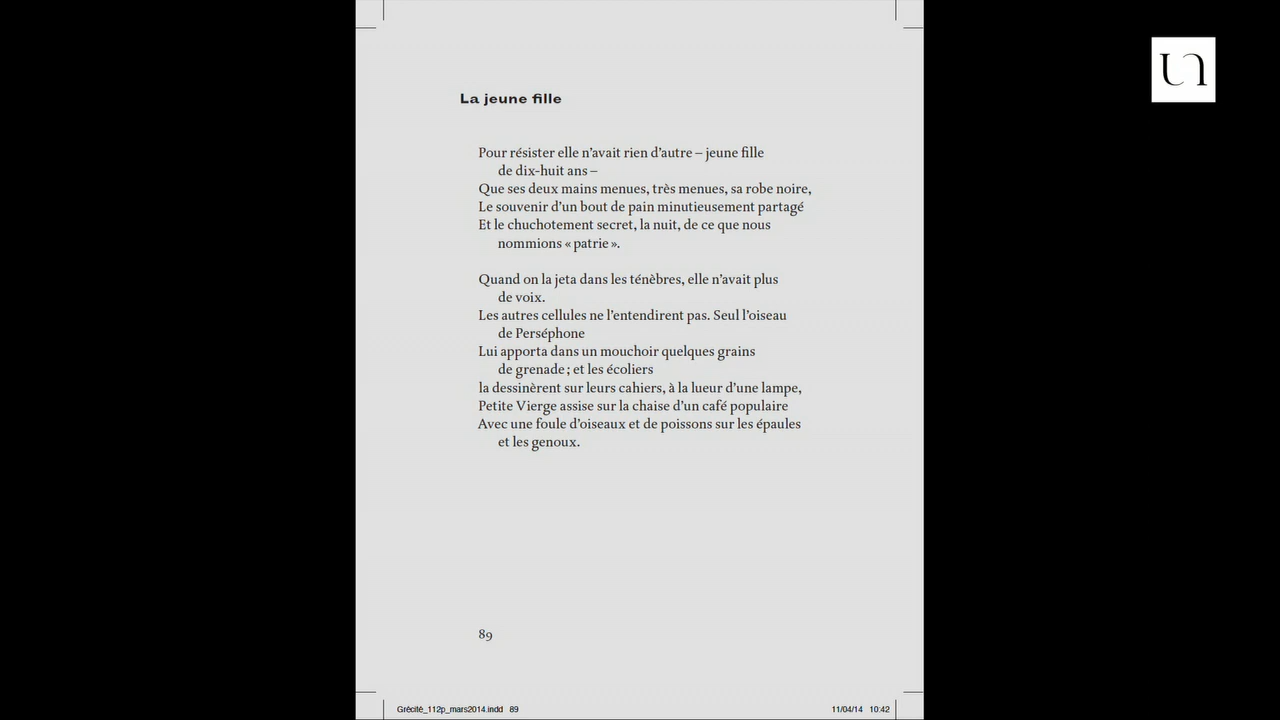 La jeune fille
Pour résister elle n’avait rien d’autre – jeune fille
de dix-huit ans –
Que ses deux mains menues, très menues, sa robe noire,
Le souvenir d’un bout de pain minutieusement partagé
Et le chuchotement secret, la nuit, de ce que nous
nommions « patrie ».
Quand on la jeta dans les ténèbres, elle n’avait plus
de voix.
Les autres cellules ne l’entendirent pas. Seul l’oiseau
de Perséphone
Lui apporta dans un mouchoir quelques grains
de grenade ; et les écoliers
la dessinèrent sur leurs cahiers, à la lueur d’une lampe,
Petite Vierge assise sur la chaise d’un café populaire
Avec une foule d’oiseaux et de poissons sur les épaules
et les genoux.
89
Grécité_112p_mars2014.indd 89
11/04/14 10:42